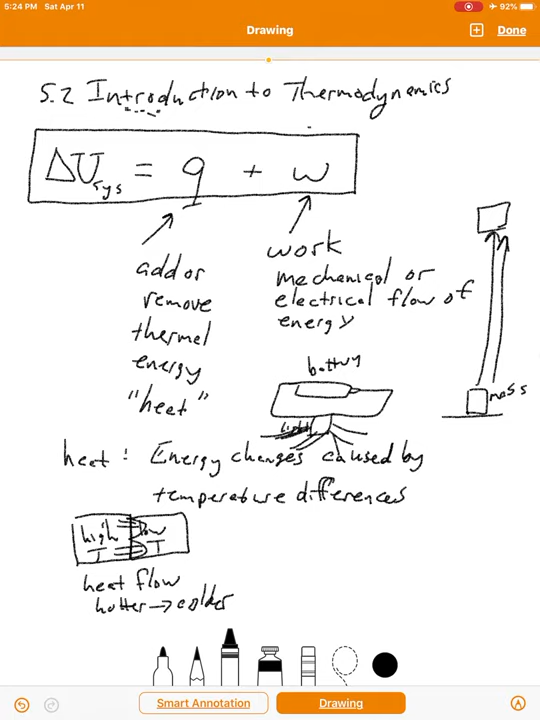 5:24 PM Sat Apr 11 92%
Drawing
Done
5.2 Introduction to Thermodynamics
ΔUsys = q + w
add or
remove
thermal
energy
"heat"
work
mechanical or
electrical flow of
energy
mass
battery
light
heat: Energy changes caused by
temperature differences
high low
T T
heat flow
hotter → colder
Smart Annotation
Drawing